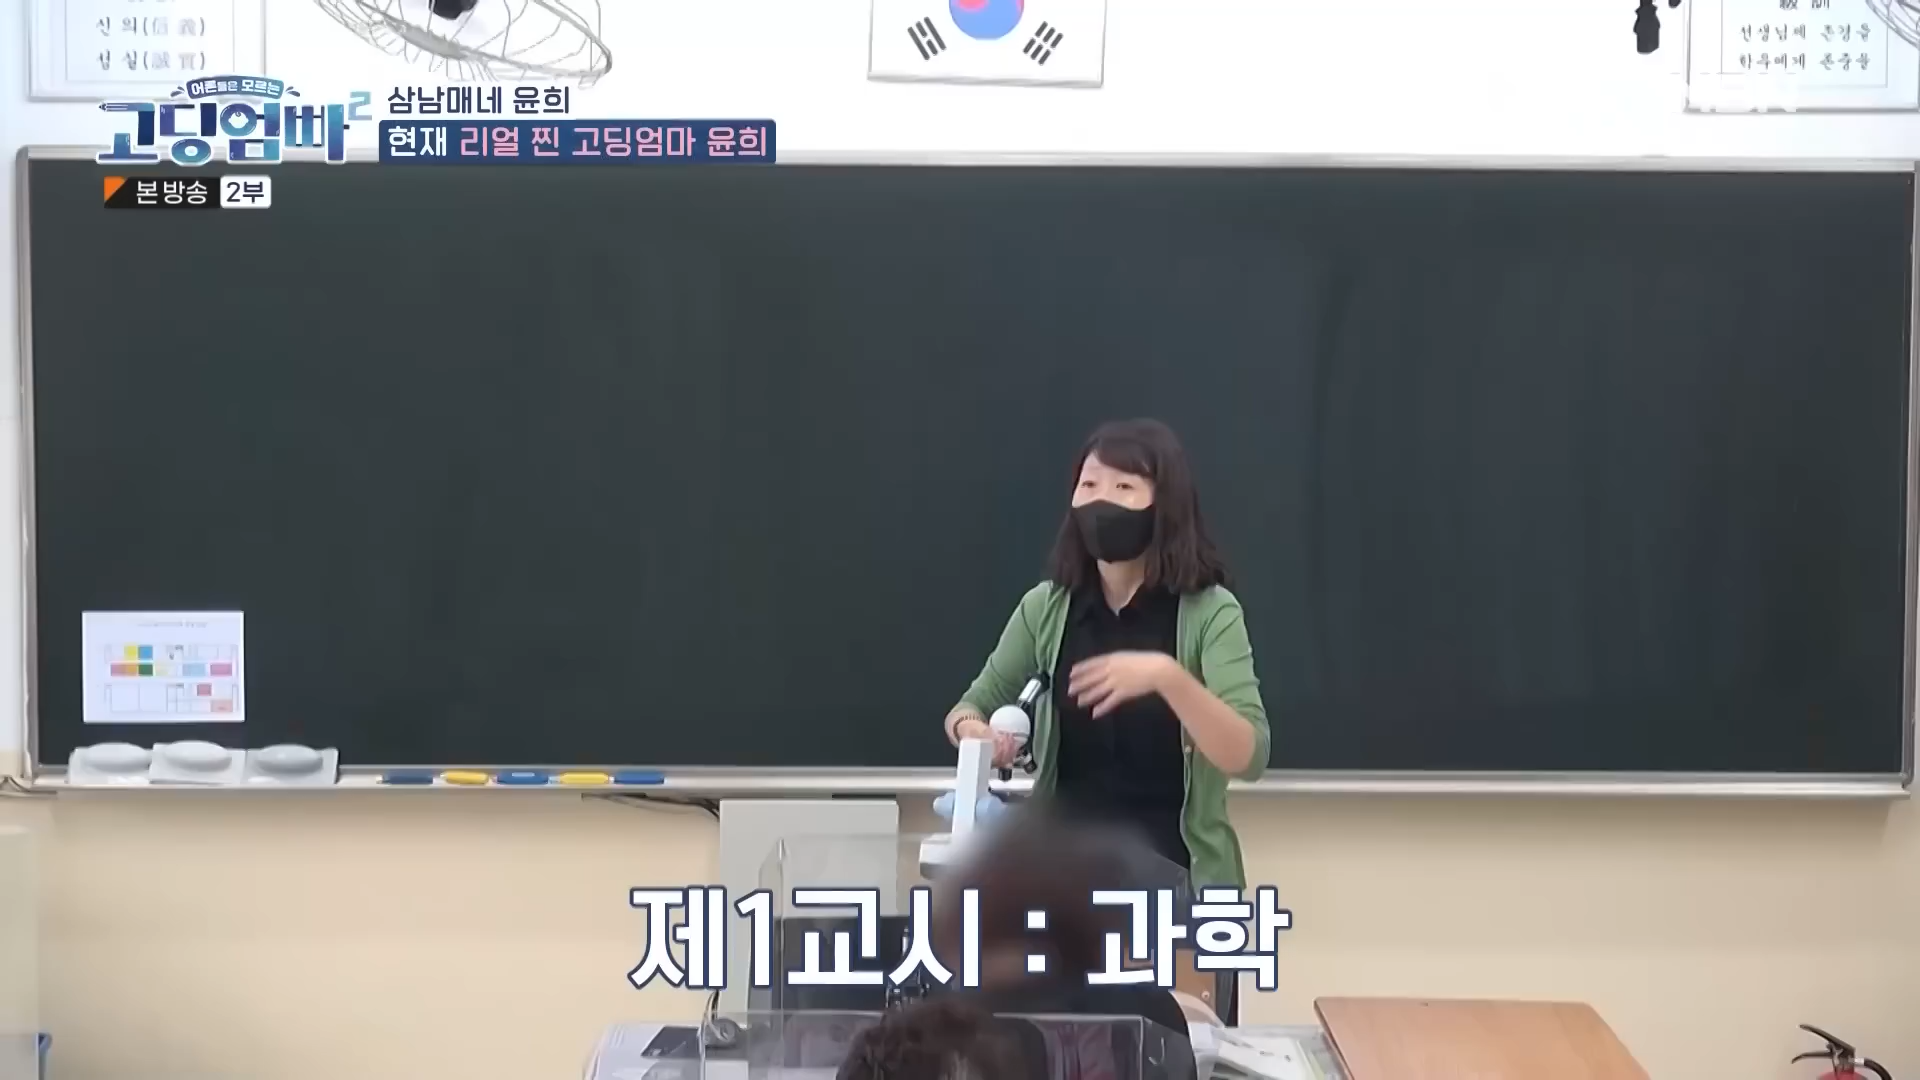 신 의(信 義)
성 실(誠 實)
선생님께 존경을
학우에게 존중을
어른들은 모르는
고딩엄빠2
삼남매네 윤희
현재 리얼 찐 고딩엄마 윤희
본방송 2부
제1교시 : 과학